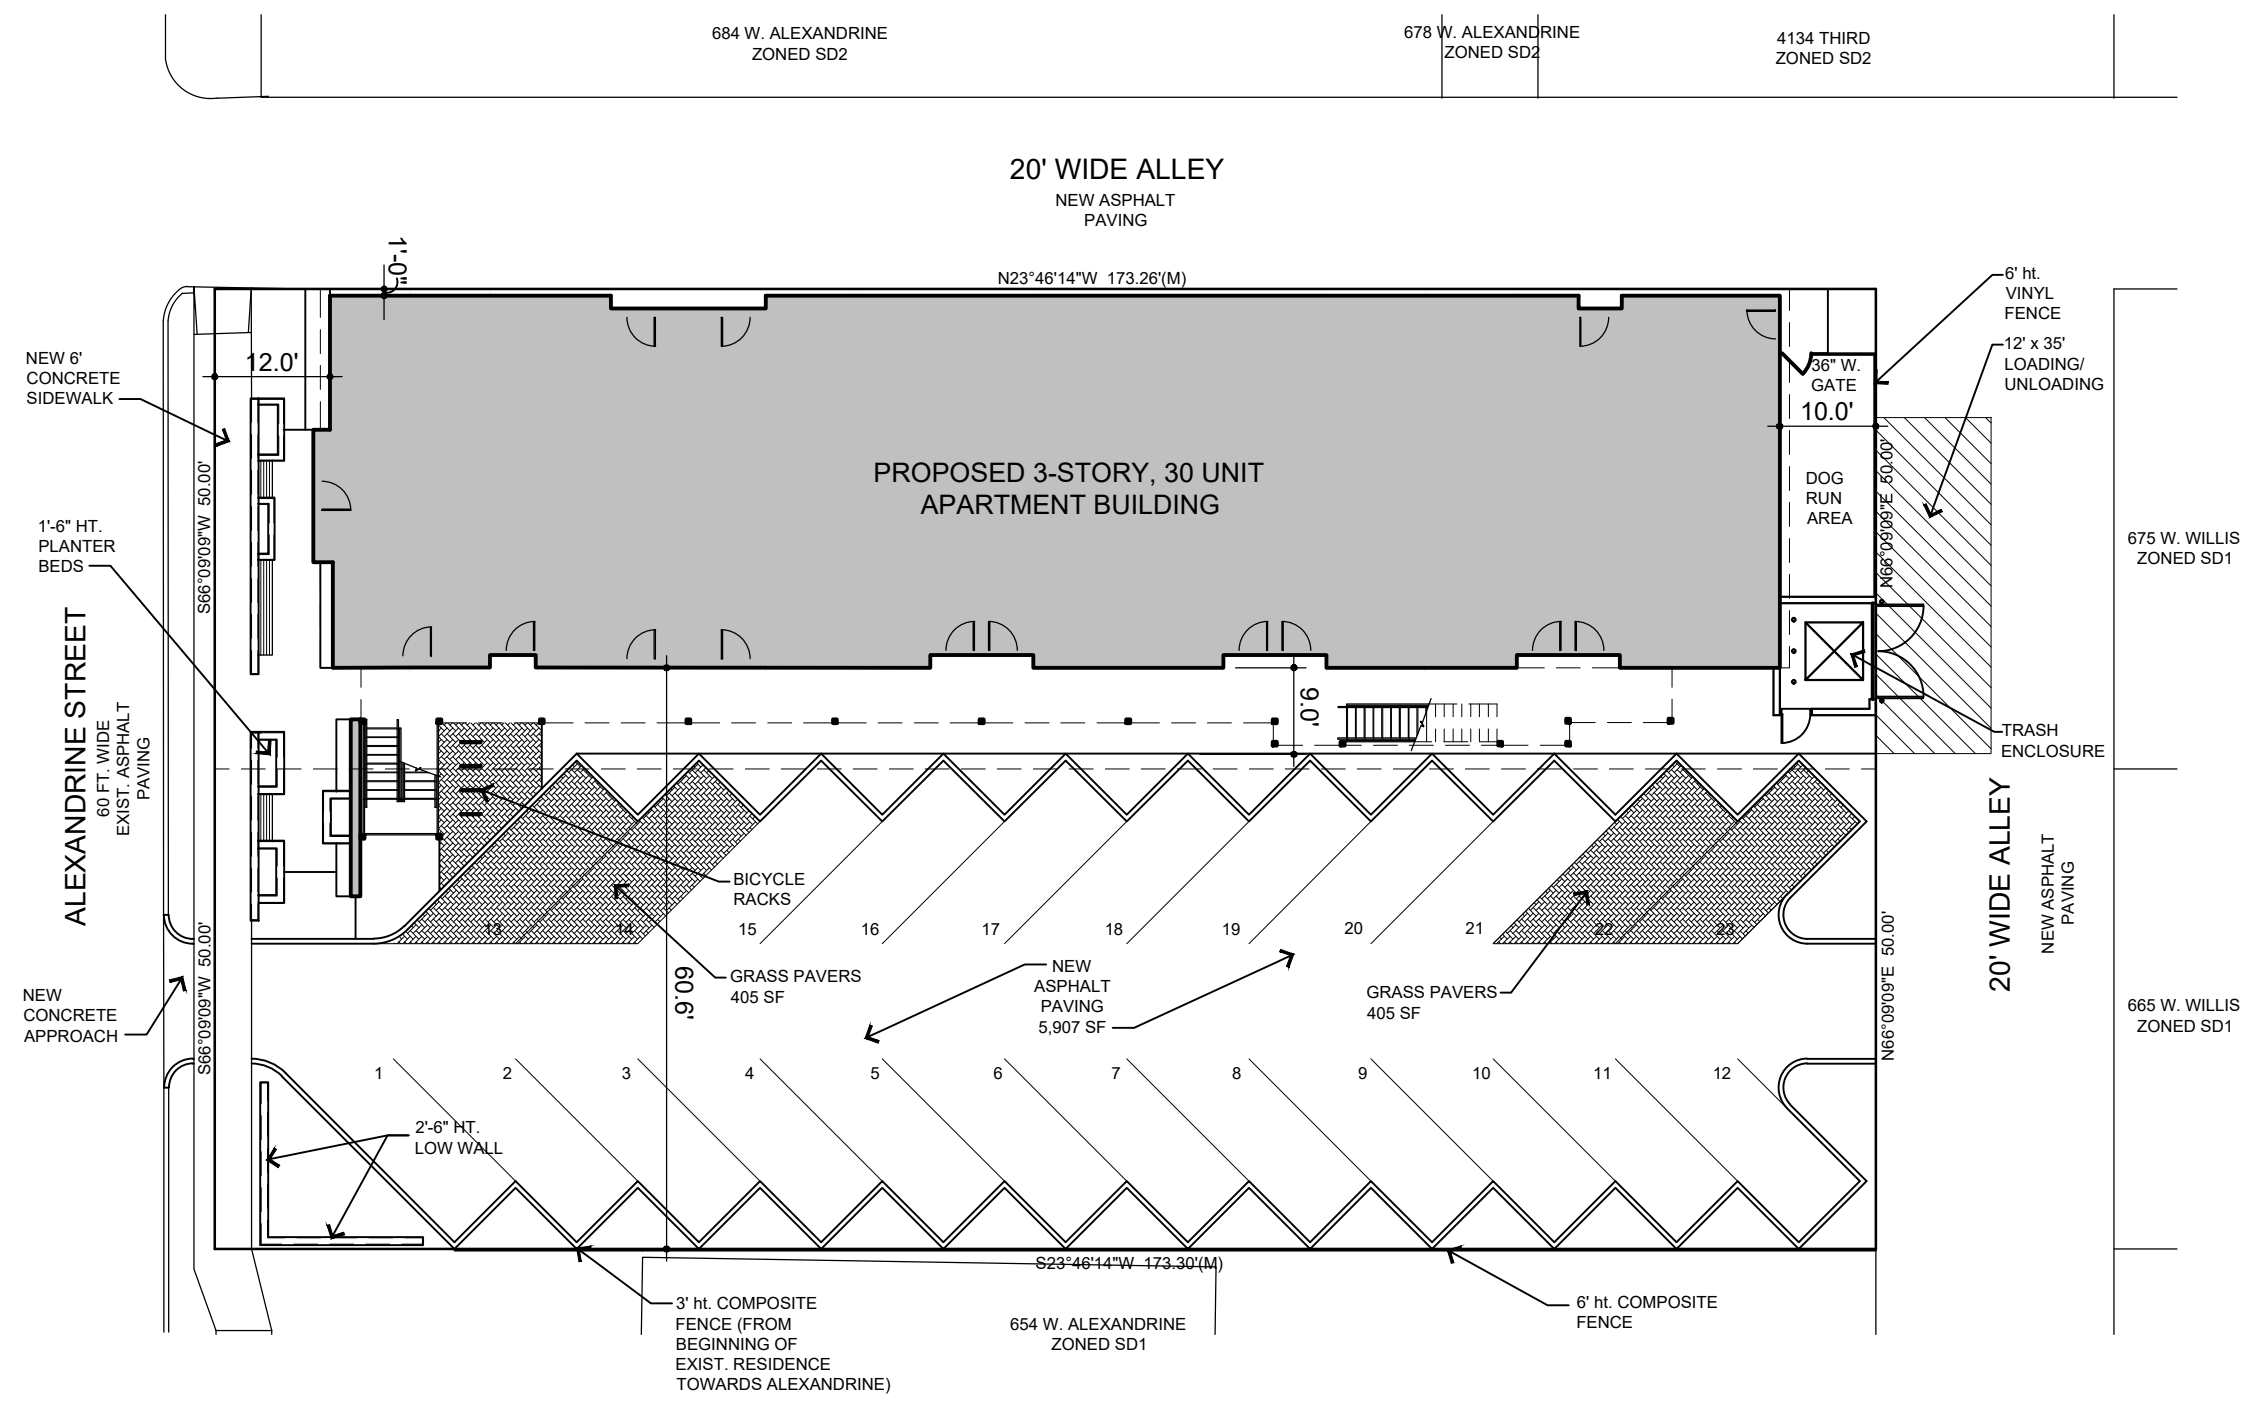 684 W. ALEXANDRINE
ZONED SD2
678 W. ALEXANDRINE
ZONED SD2
4134 THIRD
ZONED SD2
20' WIDE ALLEY
NEW ASPHALT
PAVING
1'-0"
N23°46'14"W 173.26'(M)
6' ht.
VINYL
FENCE
12' x 35'
LOADING/
UNLOADING
NEW 6'
CONCRETE
SIDEWALK
12.0'
36" W.
GATE
10.0'
PROPOSED 3-STORY, 30 UNIT
APARTMENT BUILDING
DOG
RUN
AREA
S66°09'09"W 50.00'
N66°09'09"E 50.00'
1'-6" HT.
PLANTER
BEDS
675 W. WILLIS
ZONED SD1
ALEXANDRINE STREET
60 FT. WIDE
EXIST. ASPHALT
PAVING
9.0'
TRASH
ENCLOSURE
20' WIDE ALLEY
NEW ASPHALT
PAVING
BICYCLE
RACKS
13
14
15
16
17
18
19
20
21
22
23
S66°09'09"W 50.00'
N66°09'09"E 50.00'
GRASS PAVERS
405 SF
60.6'
NEW
ASPHALT
PAVING
5,907 SF
GRASS PAVERS
405 SF
NEW
CONCRETE
APPROACH
665 W. WILLIS
ZONED SD1
1
2
3
4
5
6
7
8
9
10
11
12
2'-6" HT.
LOW WALL
S23°46'14"W 173.30'(M)
3' ht. COMPOSITE
FENCE (FROM
BEGINNING OF
EXIST. RESIDENCE
TOWARDS ALEXANDRINE)
654 W. ALEXANDRINE
ZONED SD1
6' ht. COMPOSITE
FENCE